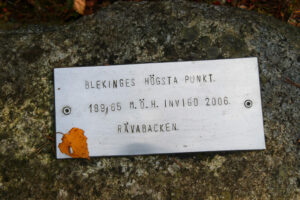 BLEKINGES HÖGSTA PUNKT.
189,65 M.Ö.H. INVIGD 2006.
RÄVABACKEN.